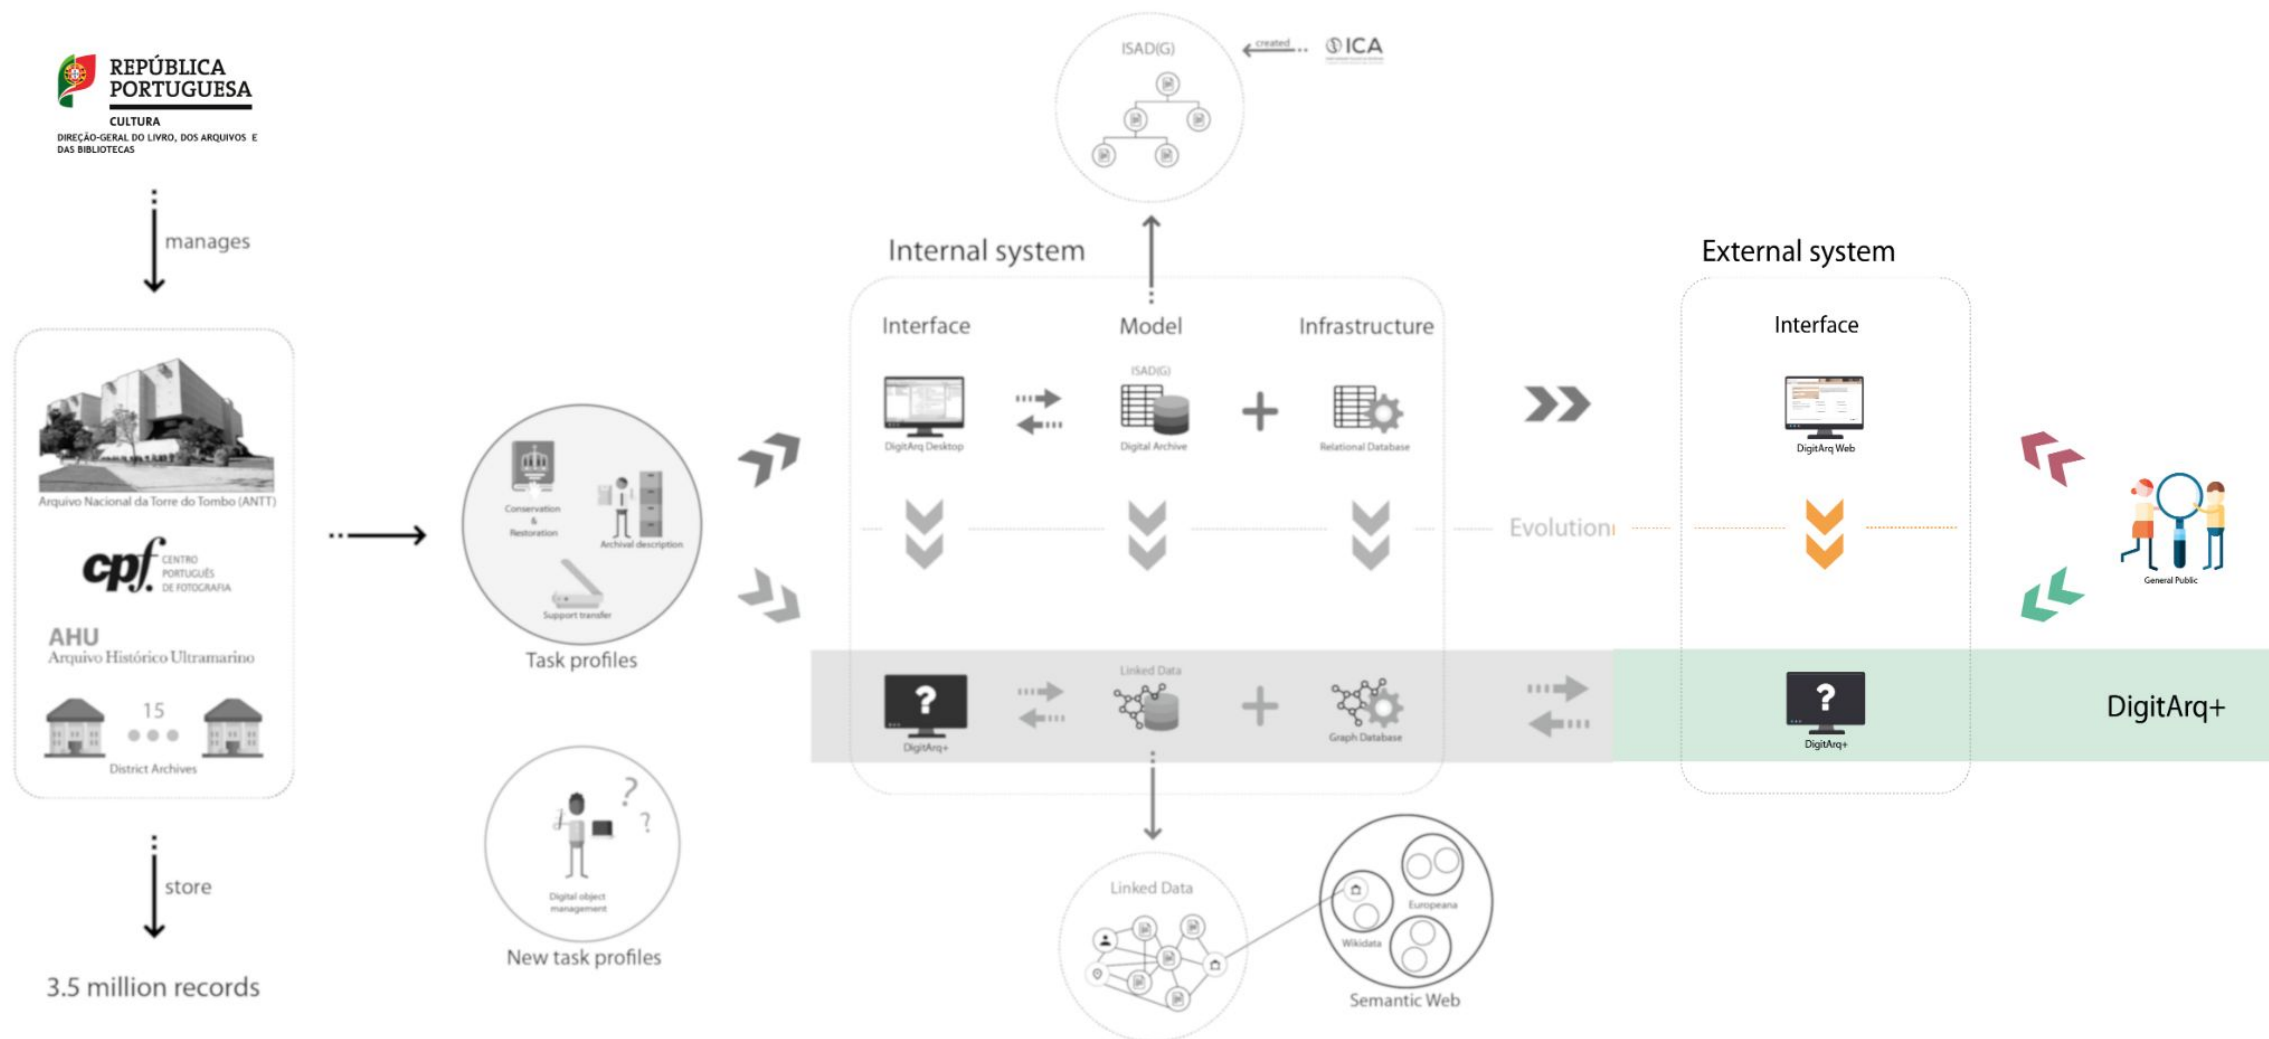 REPÚBLICA
PORTUGUESA
CULTURA
DIREÇÃO-GERAL DO LIVRO, DOS ARQUIVOS E
DAS BIBLIOTECAS
manages
Arquivo Nacional da Torre do Tombo (ANTT)
cpf.
CENTRO
PORTUGUÊS
DE FOTOGRAFIA
AHU
Arquivo Histórico Ultramarino
15
District Archives
store
3.5 million records
Conservation
&
Restoration
Archival description
Support transfer
Task profiles
?
?
Digital object
management
New task profiles
ISAD(G)
created
ICA
Internal system
Interface
Model
Infrastructure
ISAD(G)
DigitArq Desktop
Digital Archive
Relational Database
Evolution
Linked Data
?
DigitArq+
Graph Database
Linked Data
Europeana
Wikidata
Semantic Web
External system
Interface
DigitArq Web
General Public
?
DigitArq+
DigitArq+